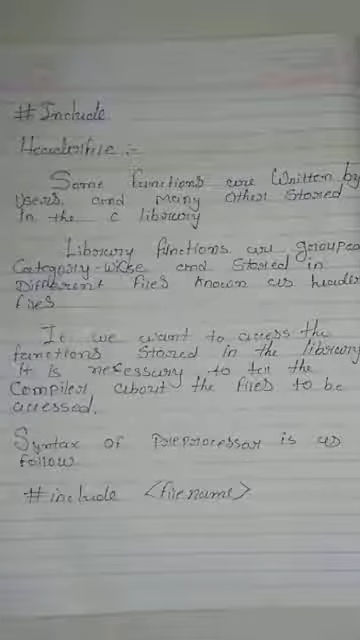 # Include
Headerfile :-
Some functions are Written by
Users and many other Stored
in the C library
Library functions are grouped
Category-wise and Stored in
Different files known as header
files
If we want to access the
functions Stored in the library
it is necessary to tell the
Compiler about the files to be
accessed.
Syntax of Preprocessor is as
follow
#include <filename>